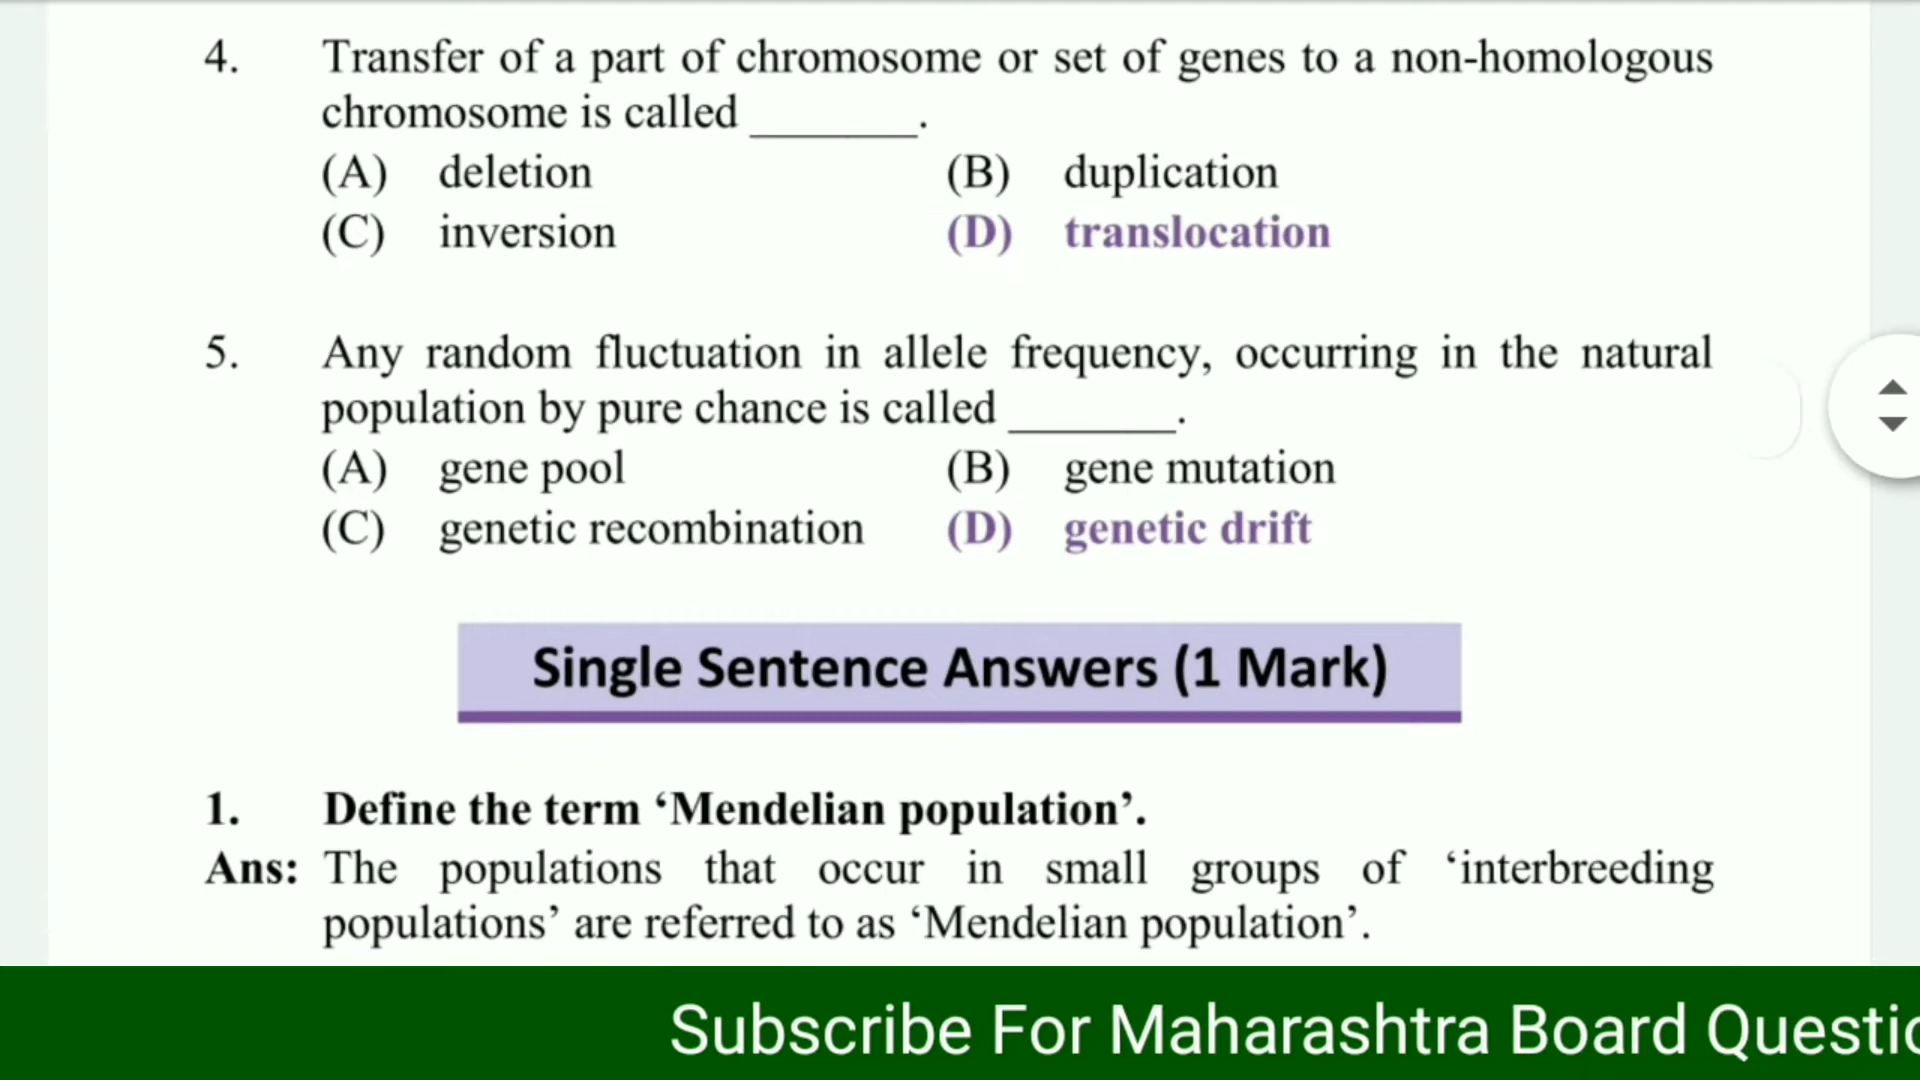 4. Transfer of a part of chromosome or set of genes to a non-homologous
chromosome is called ________.
(A) deletion (B) duplication
(C) inversion (D) translocation
5. Any random fluctuation in allele frequency, occurring in the natural
population by pure chance is called ________.
(A) gene pool (B) gene mutation
(C) genetic recombination (D) genetic drift
Single Sentence Answers (1 Mark)
1. Define the term ‘Mendelian population’.
Ans: The populations that occur in small groups of ‘interbreeding
populations’ are referred to as ‘Mendelian population’.
Subscribe For Maharashtra Board Questio